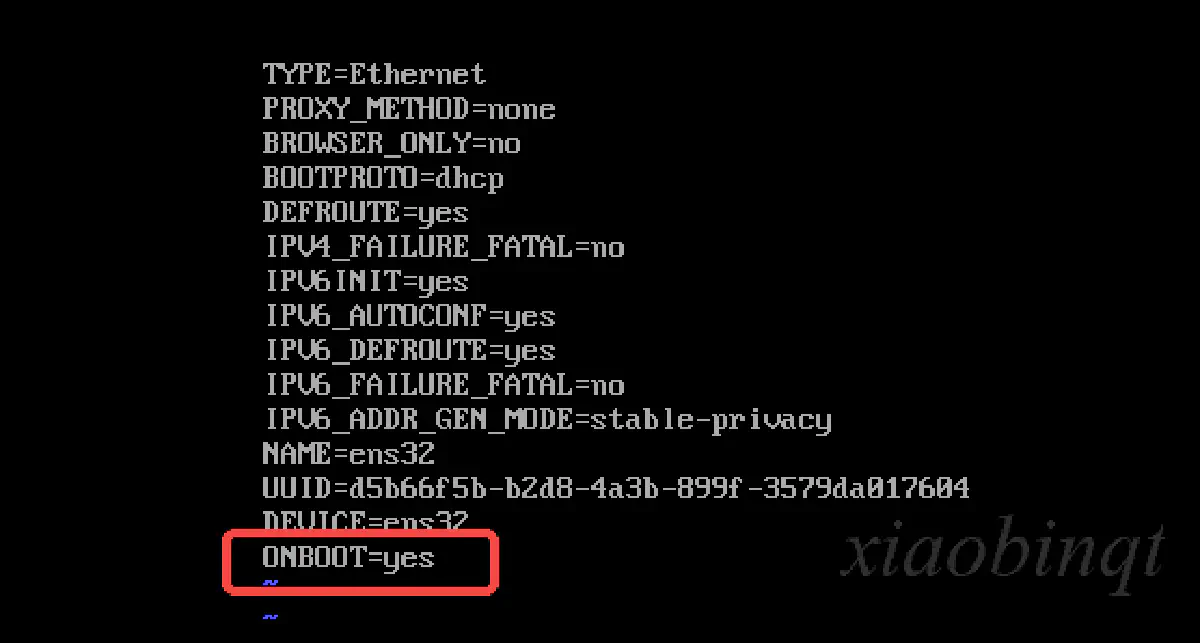 TYPE=Ethernet
PROXY_METHOD=none
BROWSER_ONLY=no
BOOTPROTO=dhcp
DEFROUTE=yes
IPV4_FAILURE_FATAL=no
IPV6INIT=yes
IPV6_AUTOCONF=yes
IPV6_DEFROUTE=yes
IPV6_FAILURE_FATAL=no
IPV6_ADDR_GEN_MODE=stable-privacy
NAME=ens32
UUID=d5b66f5b-b2d8-4a3b-899f-3579da017604
DEVICE=ens32
ONBOOT=yes
~
~
xiaobinqt